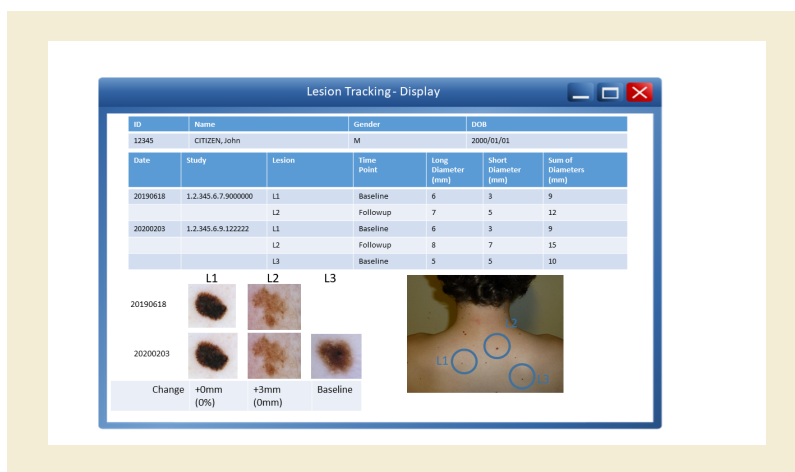 Lesion Tracking - Display
ID Name Gender DOB
12345 CITIZEN, John M 2000/01/01
Date Study Lesion Time Point Long Diameter (mm) Short Diameter (mm) Sum of Diameters (mm)
20190618 1.2.345.6.7.9000000 L1 Baseline 6 3 9
L2 Followup 7 5 12
20200203 1.2.345.6.9.122222 L1 Baseline 6 3 9
L2 Followup 8 7 15
L3 Baseline 5 5 10
L1 L2 L3
20190618
20200203
Change +0mm (0%) +3mm (0mm) Baseline
L2
L1
L3